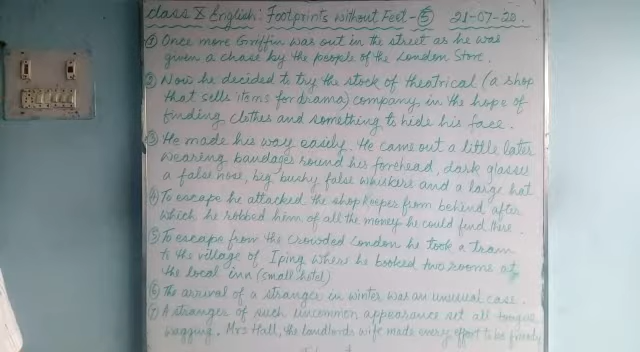 Class X English: Footprints without Feet-⑤ 21-07-20.
① Once more Griffin was out in the street as he was
given a chase by the people of the London Store.
② Now he decided to try the stock of theatrical (a shop
that sells items for drama) company, in the hope of
finding clothes and something to hide his face.
③ He made his way easily. He came out a little later
wearing bandages round his forehead, dark glasses
a false nose, big bushy false whiskers and a large hat
④ To escape he attacked the shopkeeper from behind after
which he robbed him of all the money he could find there.
⑤ To escape from the crowded London he took a train
to the village of Iping where he booked two rooms at
the local inn (small hotel)
⑥ The arrival of a stranger in winter was an unusual case.
⑦ A stranger of such uncommon appearance set all tongue
wagging. Mrs Hall, the landlords wife made every effort to be friendly